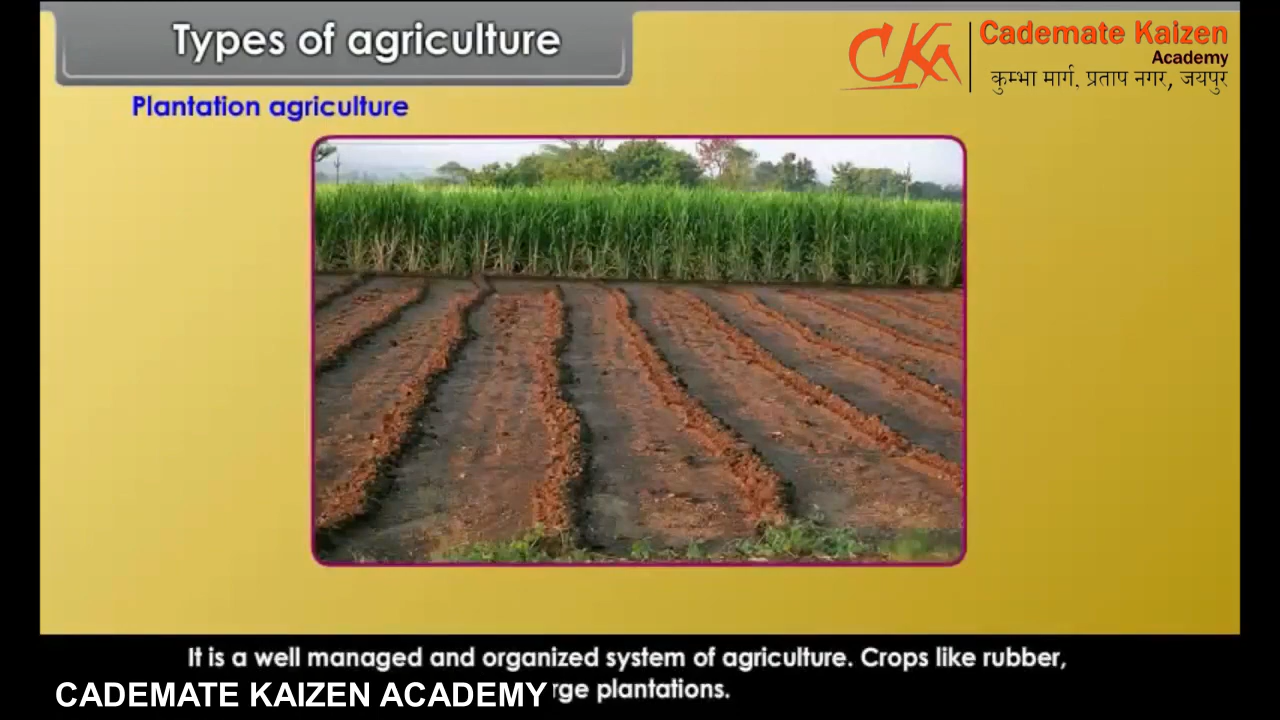 Types of agriculture
CKA
Cademate Kaizen
Academy
कुम्भा मार्ग, प्रताप नगर, जयपुर
Plantation agriculture
It is a well managed and organized system of agriculture. Crops like rubber,
CADEMATE KAIZEN ACADEMY
plantations.